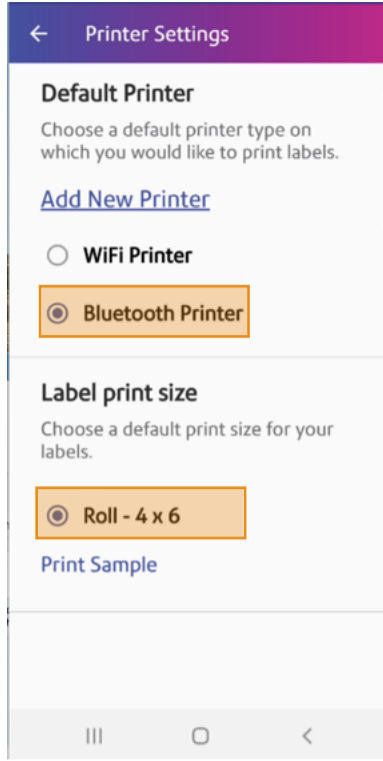 Printer Settings
Default Printer
Choose a default printer type on
which you would like to print labels.
Add New Printer
WiFi Printer
Bluetooth Printer
Label print size
Choose a default print size for your
labels.
Roll - 4 x 6
Print Sample